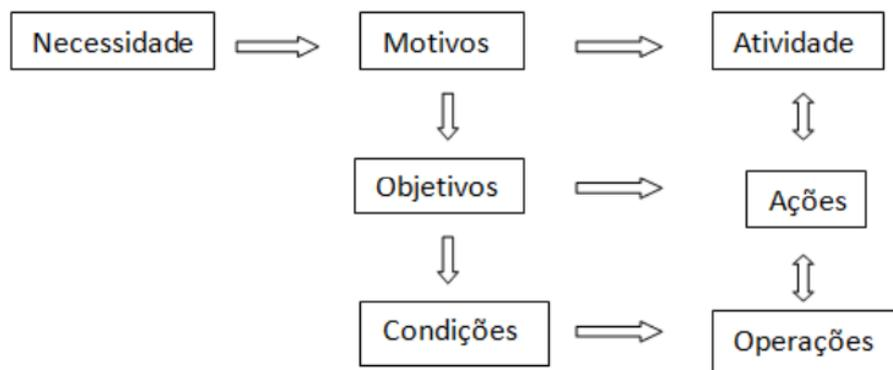 Necessidade
Motivos
Atividade
Objetivos
Ações
Condições
Operações